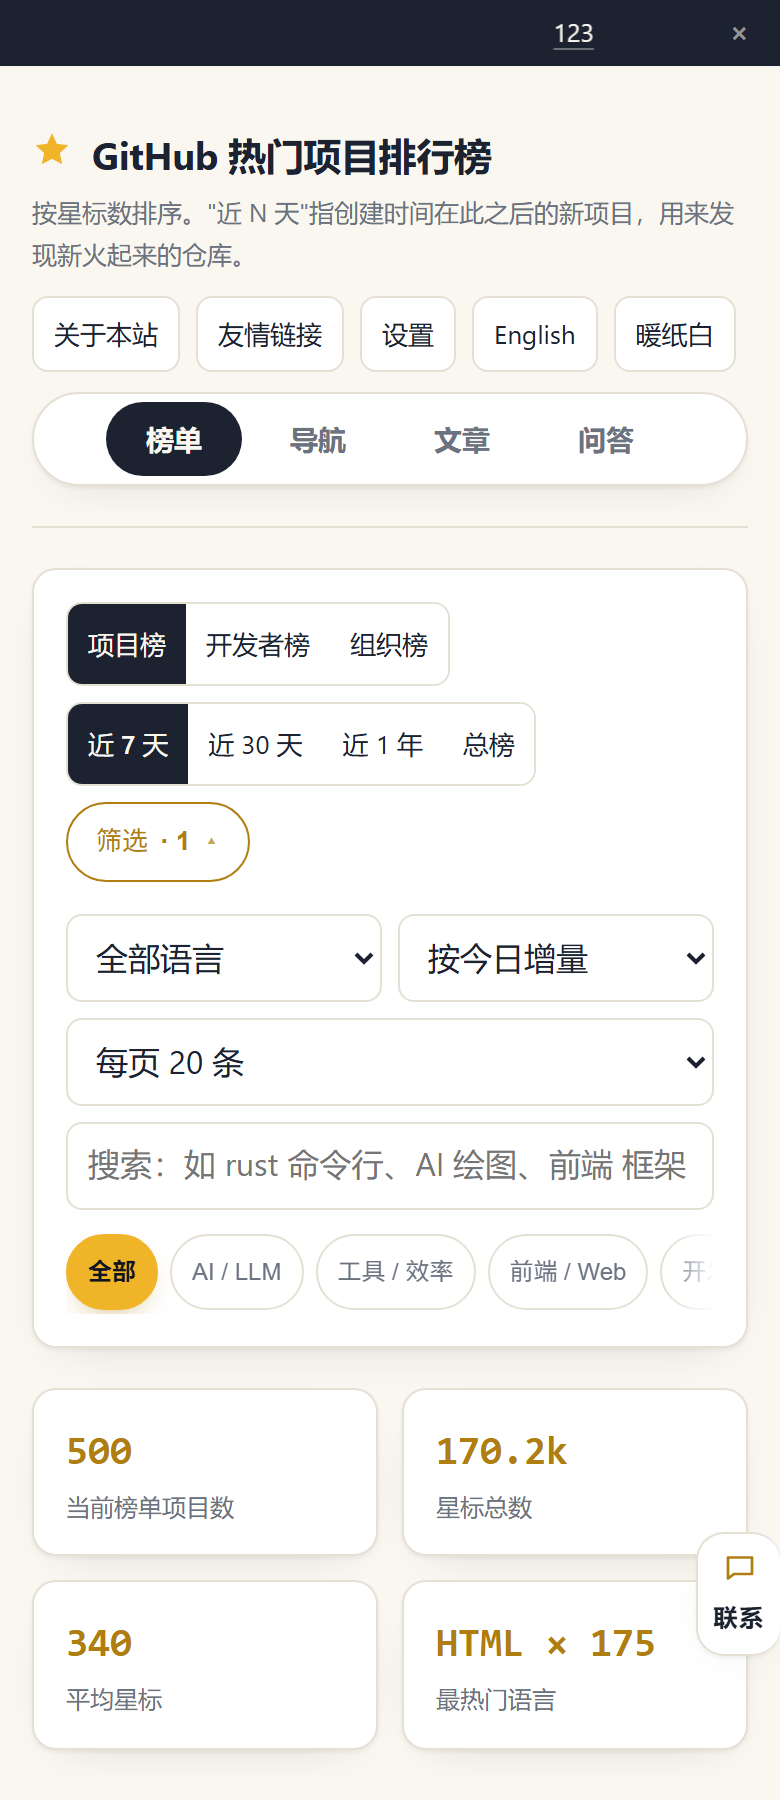 123 ×
GitHub 热门项目排行榜
按星标数排序。"近 N 天"指创建时间在此之后的新项目，用来发
现新火起来的仓库。
关于本站 友情链接 设置 English 暖纸白
榜单 导航 文章 问答
项目榜 开发者榜 组织榜
近 7 天 近 30 天 近 1 年 总榜
筛选 · 1 ▲
全部语言 按今日增量
每页 20 条
搜索：如 rust 命令行、AI 绘图、前端 框架
全部 AI / LLM 工具 / 效率 前端 / Web 开
500 170.2k
当前榜单项目数 星标总数
联系
340 HTML × 175
平均星标 最热门语言